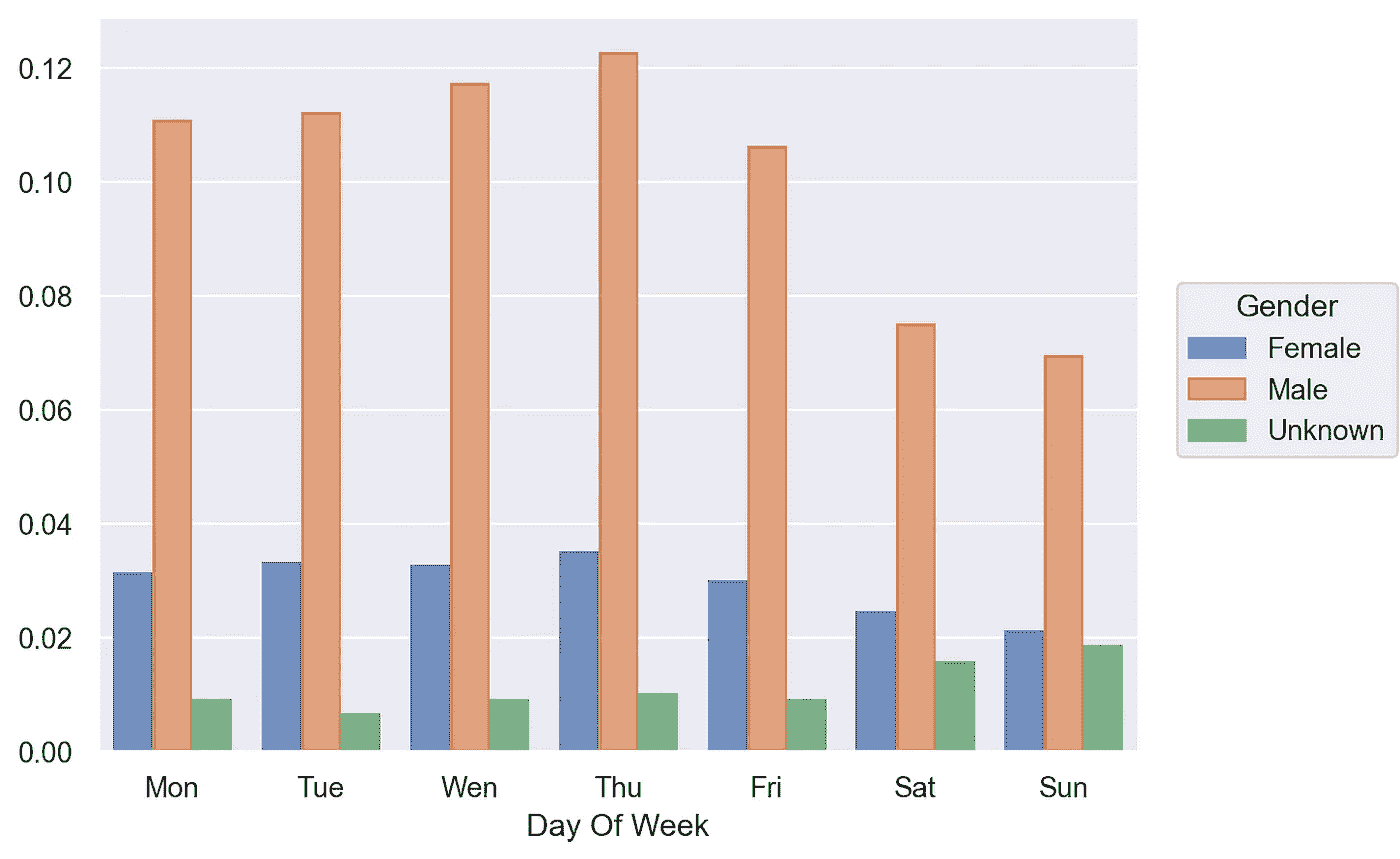 0.12
0.10
0.08
0.06
0.04
0.02
0.00
Mon Tue Wen Thu Fri Sat Sun
Day Of Week
Gender
Female
Male
Unknown